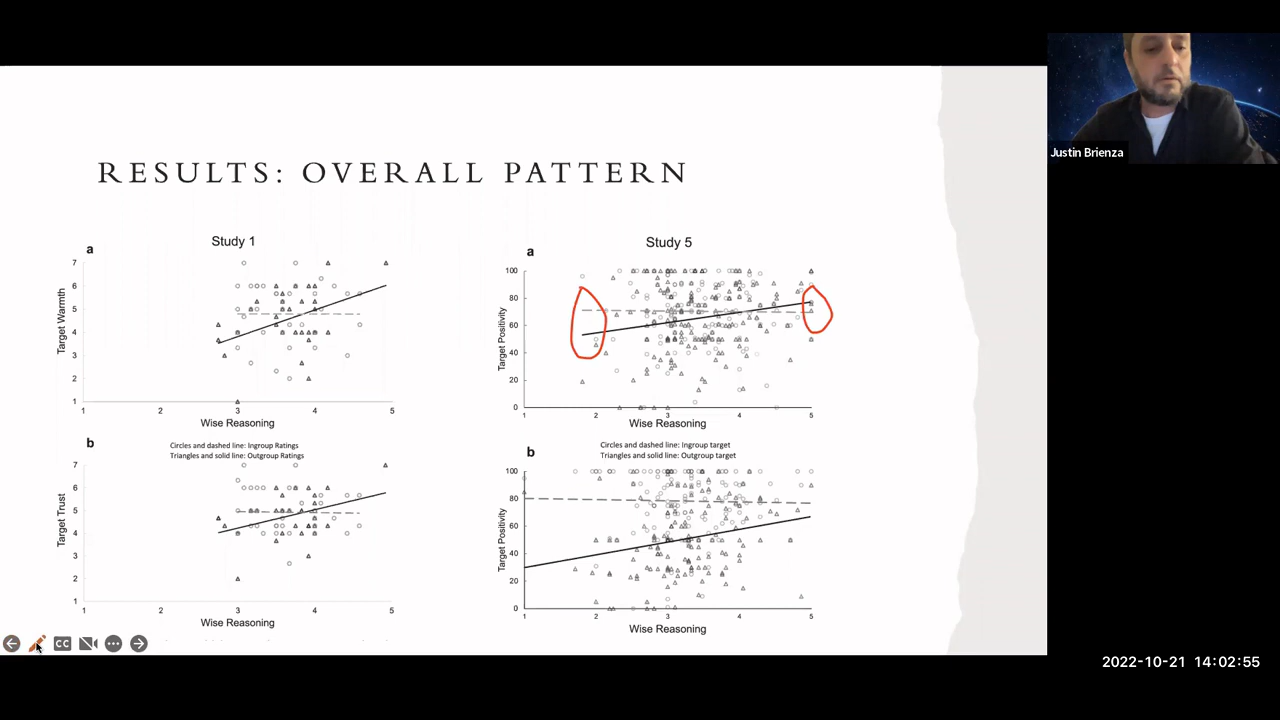 Justin Brienza
RESULTS: OVERALL PATTERN
Study 1
a
7
6
5
4
3
2
1
Target Warmth
1 2 3 4 5
Wise Reasoning
b
Circles and dashed line: Ingroup Ratings
Triangles and solid line: Outgroup Ratings
7
6
5
4
3
2
1
Target Trust
1 2 3 4 5
Wise Reasoning
Study 5
a
100
80
60
40
20
0
Target Positivity
1 2 3 4 5
Wise Reasoning
b
Circles and dashed line: Ingroup target
Triangles and solid line: Outgroup target
100
80
60
40
20
0
Target Positivity
1 2 3 4 5
Wise Reasoning
CC
2022-10-21 14:02:55